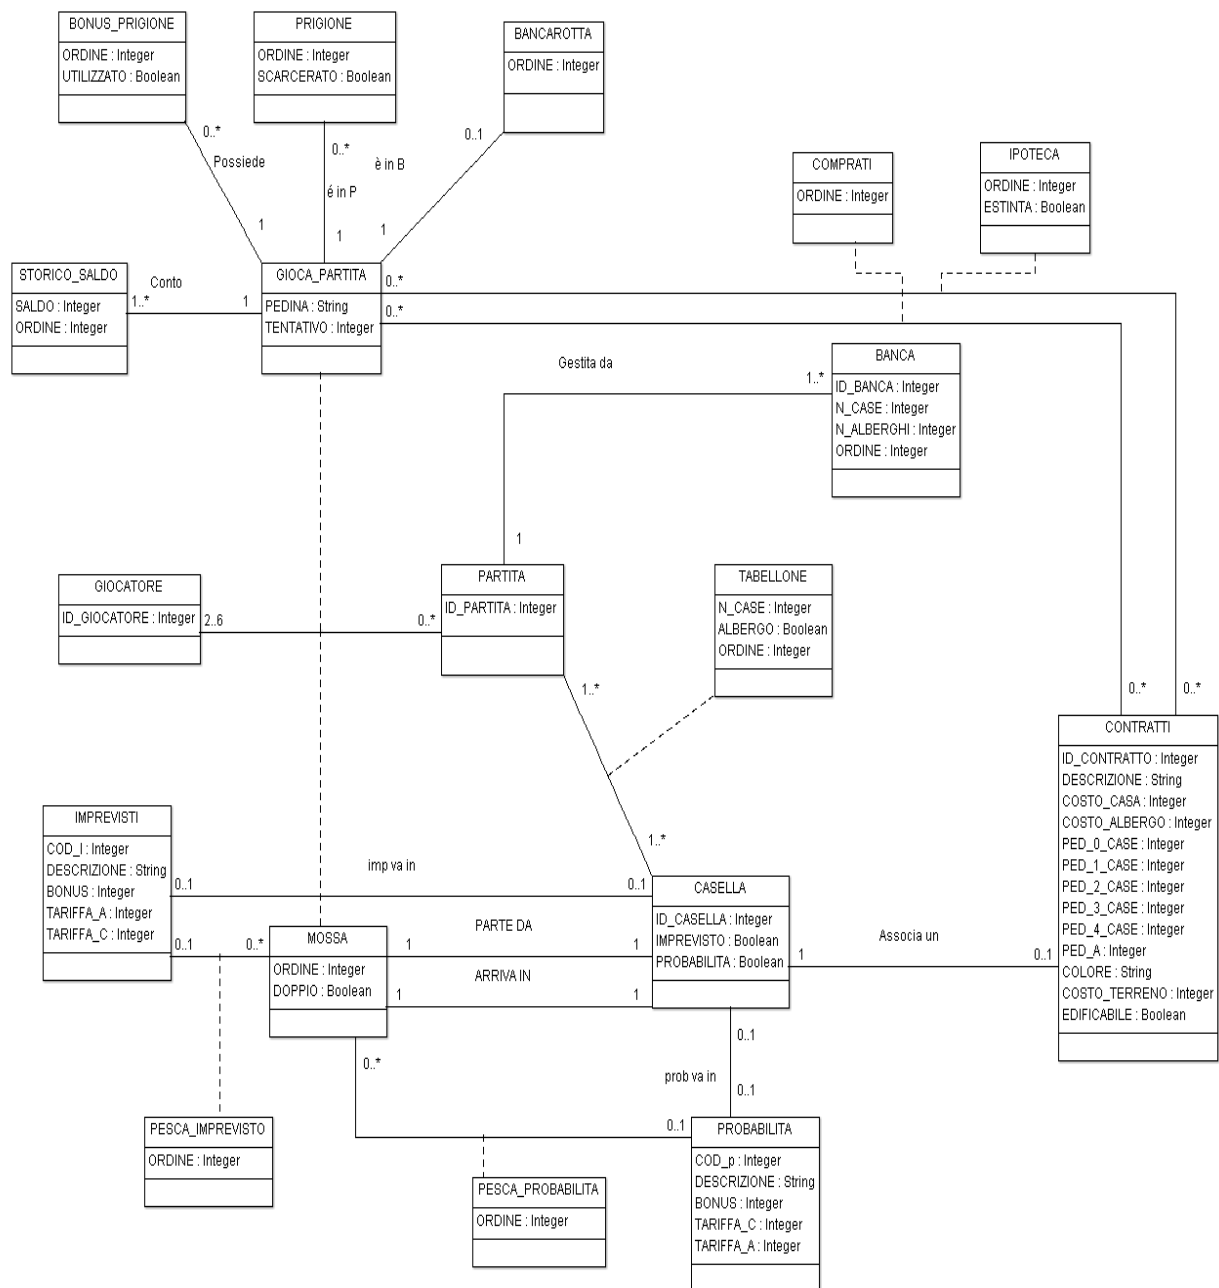 BONUS_PRIGIONE
ORDINE : Integer
UTILIZZATO : Boolean
PRIGIONE
ORDINE : Integer
SCARCERATO : Boolean
BANCAROTTA
ORDINE : Integer
0..*
Possiede
1
0..*
é in P
1
0..1
è in B
1
COMPRATI
ORDINE : Integer
IPOTECA
ORDINE : Integer
ESTINTA : Boolean
STORICO_SALDO
SALDO : Integer
ORDINE : Integer
Conto
1..*
1
GIOCA_PARTITA
PEDINA : String
TENTATIVO : Integer
0..*
0..*
Gestita da
1..*
1
BANCA
ID_BANCA : Integer
N_CASE : Integer
N_ALBERGHI : Integer
ORDINE : Integer
GIOCATORE
ID_GIOCATORE : Integer
2..6
0..*
PARTITA
ID_PARTITA : Integer
TABELLONE
N_CASE : Integer
ALBERGO : Boolean
ORDINE : Integer
1..*
1..*
0..*
0..*
CONTRATTI
ID_CONTRATTO : Integer
DESCRIZIONE : String
COSTO_CASA : Integer
COSTO_ALBERGO : Integer
PED_0_CASE : Integer
PED_1_CASE : Integer
PED_2_CASE : Integer
PED_3_CASE : Integer
PED_4_CASE : Integer
PED_A : Integer
COLORE : String
COSTO_TERRENO : Integer
EDIFICABILE : Boolean
IMPREVISTI
COD_I : Integer
DESCRIZIONE : String
BONUS : Integer
TARIFFA_A : Integer
TARIFFA_C : Integer
imp va in
0..1
0..1
0..1
0..*
MOSSA
ORDINE : Integer
DOPPIO : Boolean
PARTE DA
1
1
ARRIVA IN
1
1
CASELLA
ID_CASELLA : Integer
IMPREVISTO : Boolean
PROBABILITA : Boolean
Associa un
1
0..1
0..1
prob va in
0..1
0..*
0..1
PESCA_IMPREVISTO
ORDINE : Integer
PESCA_PROBABILITA
ORDINE : Integer
PROBABILITA
COD_p : Integer
DESCRIZIONE : String
BONUS : Integer
TARIFFA_C : Integer
TARIFFA_A : Integer